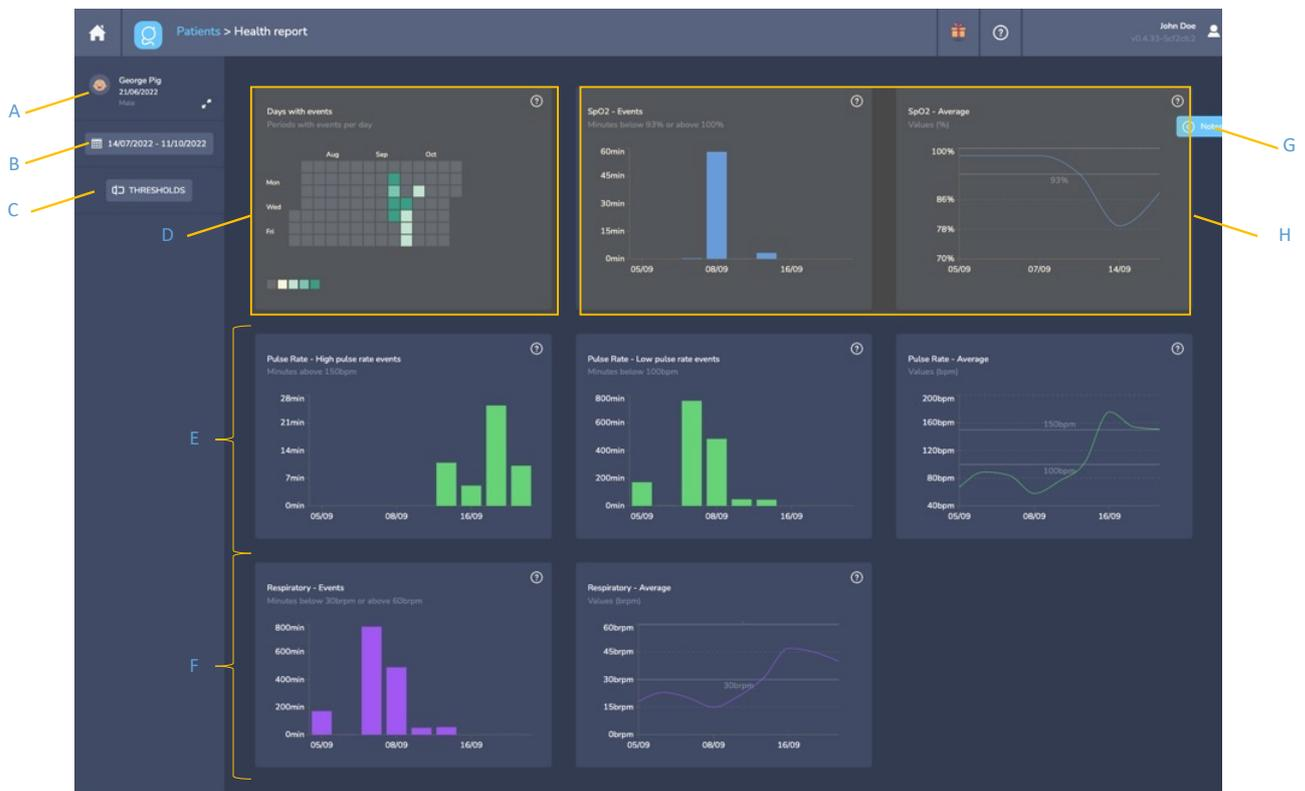 Patients > Health report
John Doe
v0.4.33-5cf2cb2
George Pig
21/06/2022
Male
A
14/07/2022 - 11/10/2022
B
THRESHOLDS
C
D
Days with events
Periods with events per day
Aug Sep Oct
Mon
Wed
Fri
SpO2 - Events
Minutes below 93% or above 100%
60min
45min
30min
15min
0min
05/09 08/09 16/09
SpO2 - Average
Values (%)
100%
93%
86%
78%
70%
05/09 07/09 14/09
Notes
G
H
E
Pulse Rate - High pulse rate events
Minutes above 150bpm
28min
21min
14min
7min
0min
05/09 08/09 16/09
Pulse Rate - Low pulse rate events
Minutes below 100bpm
800min
600min
400min
200min
0min
05/09 08/09 16/09
Pulse Rate - Average
Values (bpm)
200bpm
160bpm
150bpm
120bpm
100bpm
80bpm
40bpm
05/09 08/09 16/09
F
Respiratory - Events
Minutes below 30brpm or above 60brpm
800min
600min
400min
200min
0min
05/09 08/09 16/09
Respiratory - Average
Values (brpm)
60brpm
45brpm
30brpm
30brpm
15brpm
0brpm
05/09 08/09 16/09